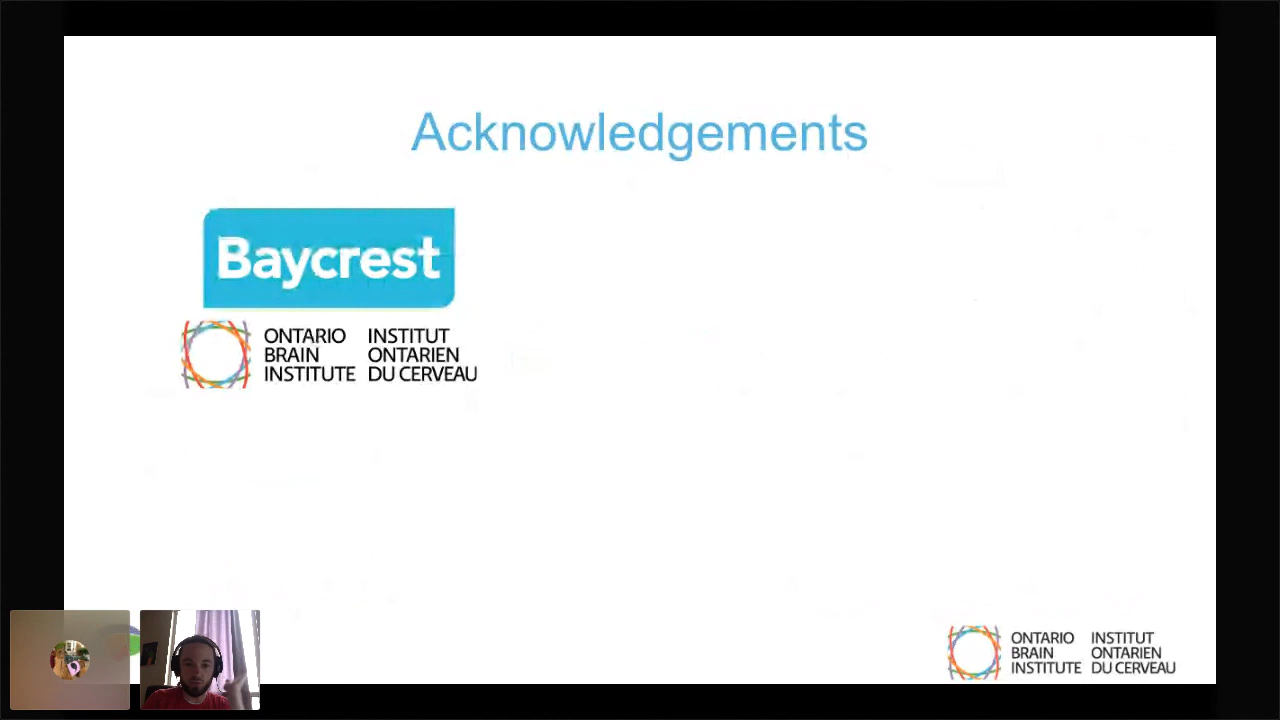 Acknowledgements
Baycrest
ONTARIO INSTITUT
BRAIN ONTARIEN
INSTITUTE DU CERVEAU
ONTARIO INSTITUT
BRAIN ONTARIEN
INSTITUTE DU CERVEAU